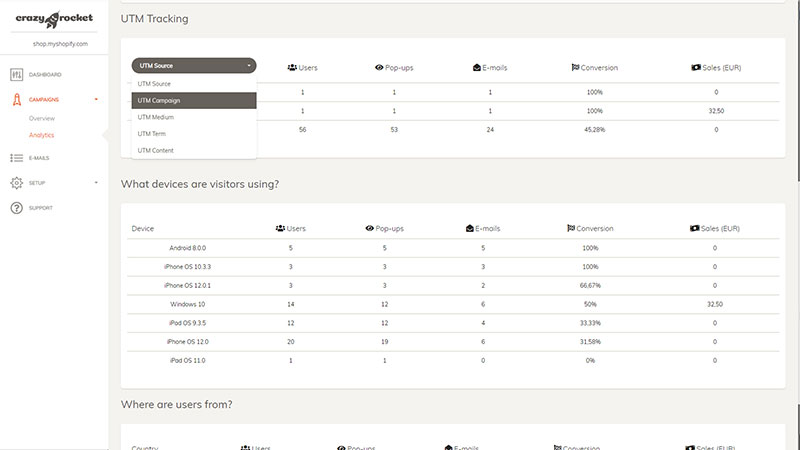 crazy rocket
shop.myshopify.com
DASHBOARD
CAMPAIGNS
Overview
Analytics
E-MAILS
SETUP
SUPPORT
UTM Tracking
UTM Source Users Pop-ups E-mails Conversion Sales (EUR)
UTM Source
UTM Campaign
UTM Medium
UTM Term
UTM Content
1 1 1 100% 0
1 1 1 100% 32,50
56 53 24 45,28% 0
What devices are visitors using?
Device Users Pop-ups E-mails Conversion Sales (EUR)
Android 8.0.0 5 5 5 100% 0
iPhone OS 10.3.3 3 3 3 100% 0
iPhone OS 12.0.1 3 3 2 66,67% 0
Windows 10 14 12 6 50% 32,50
iPad OS 9.3.5 12 12 4 33,33% 0
iPhone OS 12.0 20 19 6 31,58% 0
iPad OS 11.0 1 1 0 0% 0
Where are users from?
Country Users Pop-ups E-mails Conversion Sales (EUR)